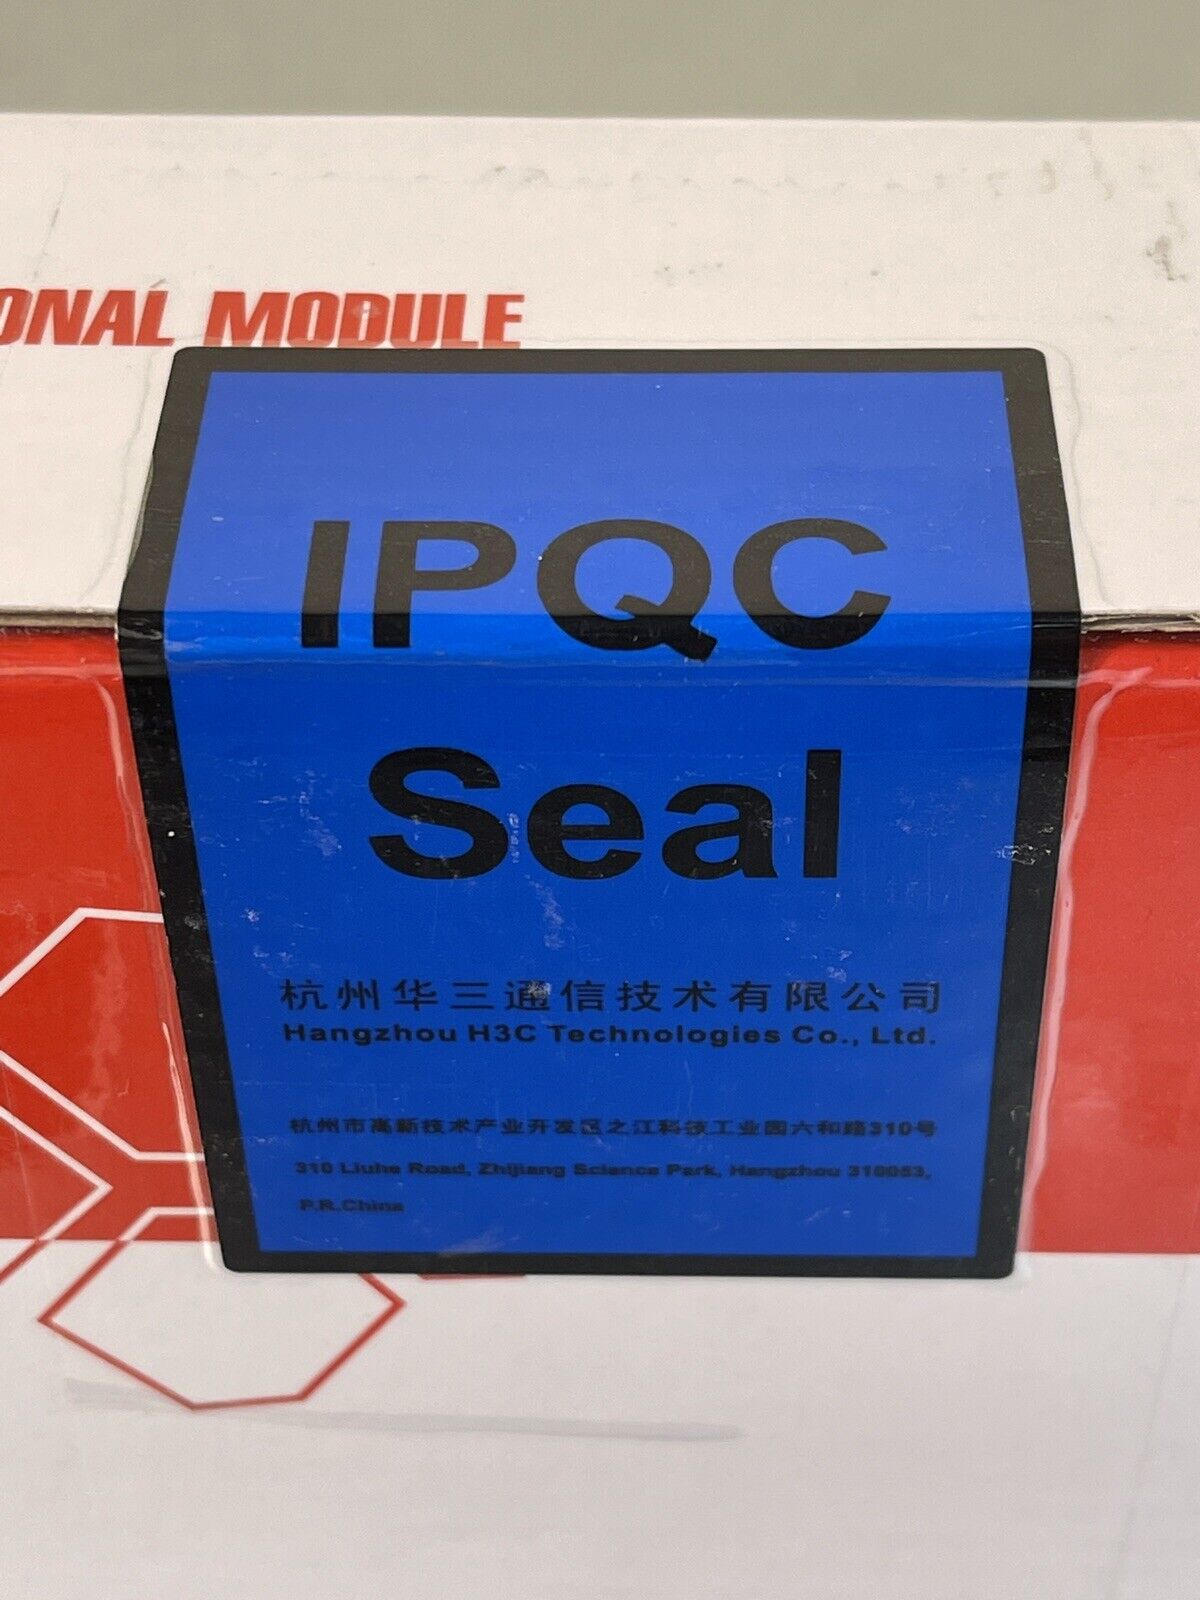 ONAL MODULE
IPQC
Seal
杭州华三通信技术有限公司
Hangzhou H3C Technologies Co., Ltd.
杭州市高新技术产业开发区之江科技工业园六和路310号
310 Liuhe Road, Zhijiang Science Park, Hangzhou 310053,
P.R.China